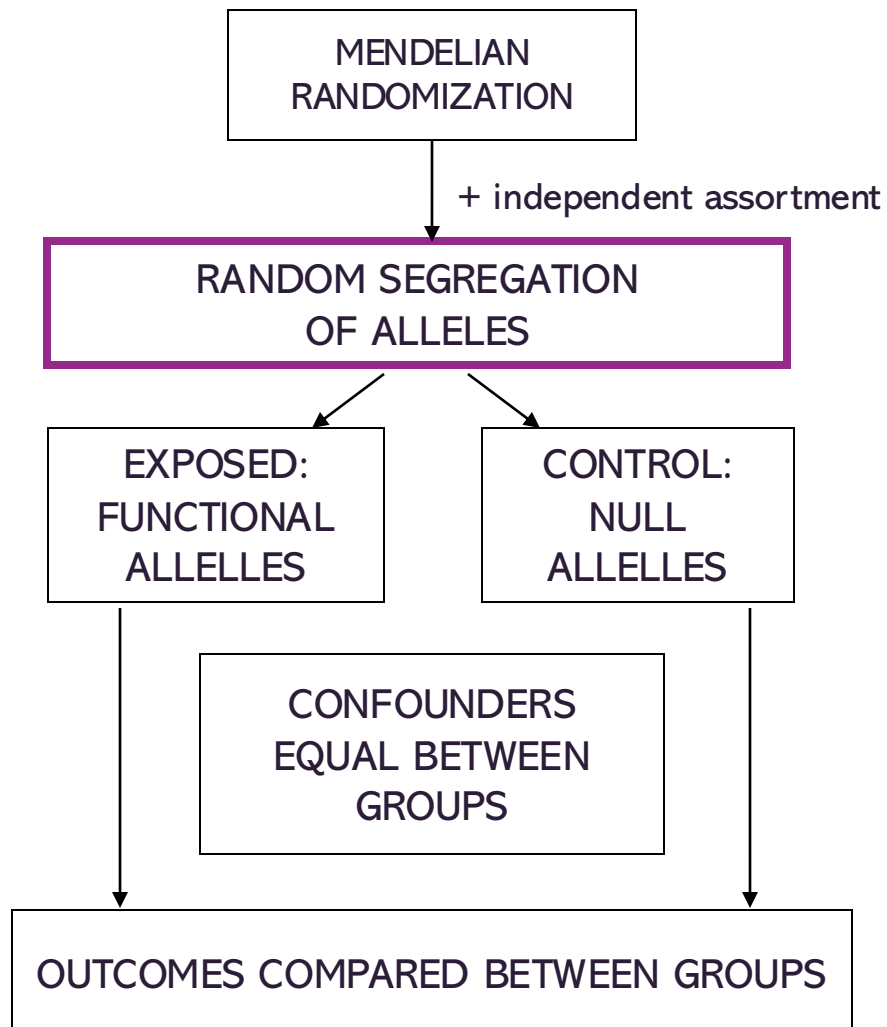 MENDELIAN
RANDOMIZATION
+ independent assortment
RANDOM SEGREGATION
OF ALLELES
EXPOSED:
FUNCTIONAL
ALLELLES
CONTROL:
NULL
ALLELLES
CONFOUNDERS
EQUAL BETWEEN
GROUPS
OUTCOMES COMPARED BETWEEN GROUPS